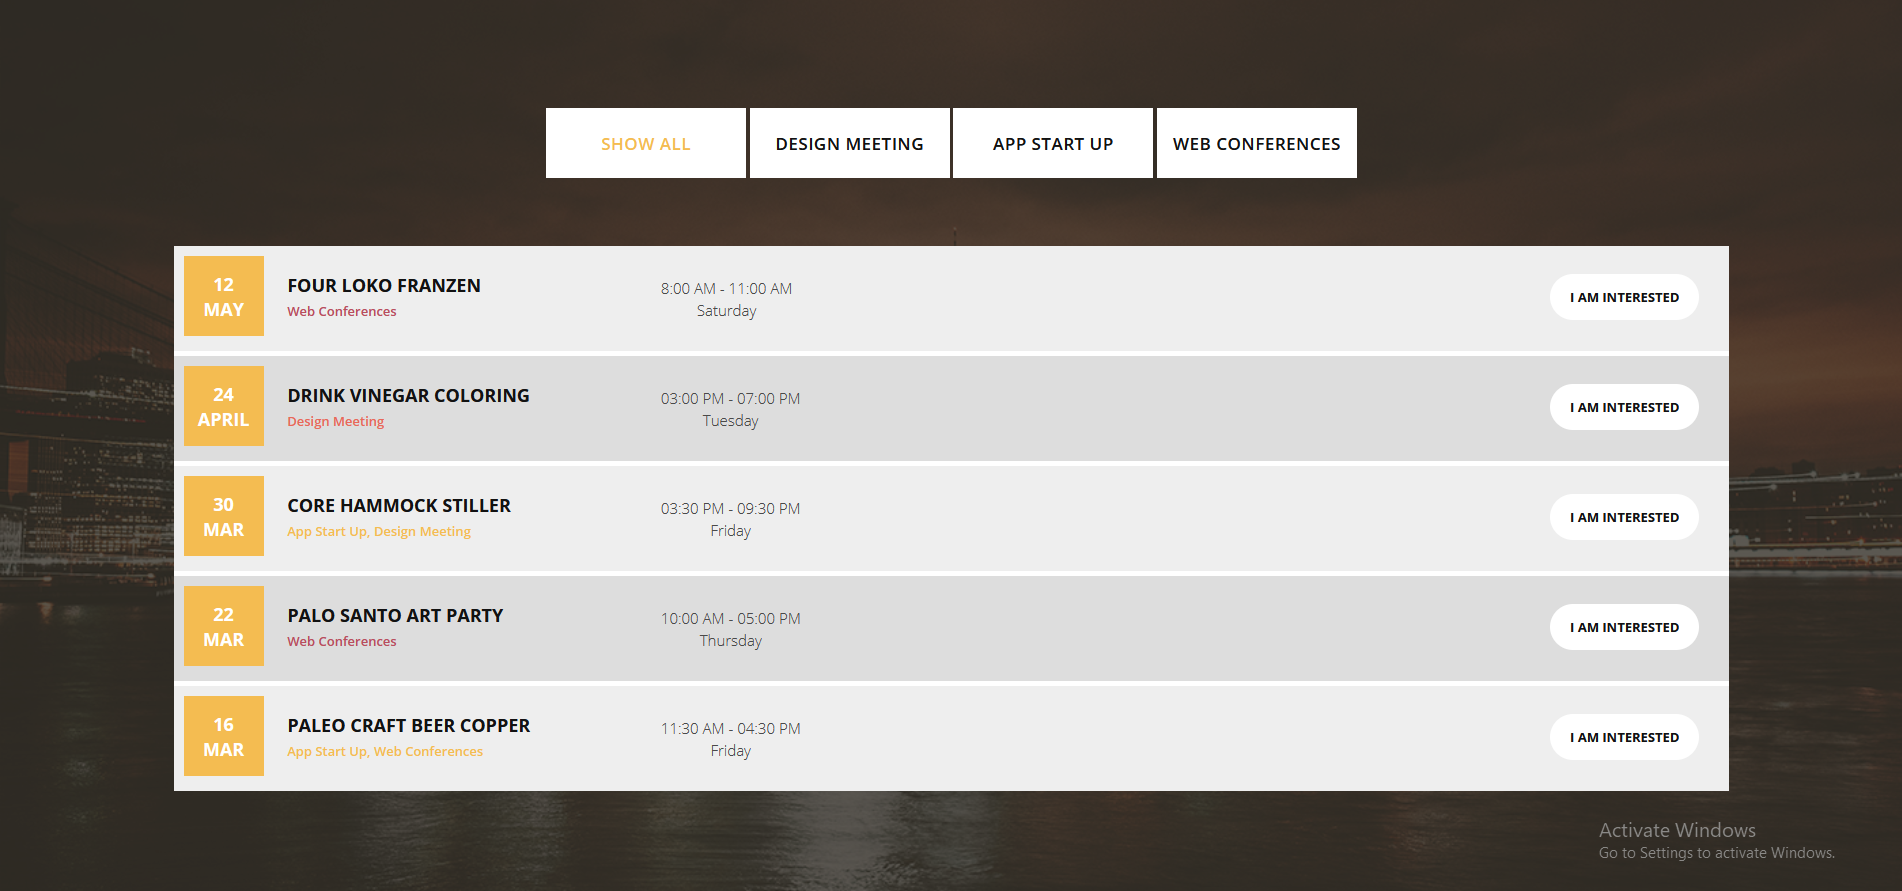 SHOW ALL
DESIGN MEETING
APP START UP
WEB CONFERENCES
12
MAY
FOUR LOKO FRANZEN
Web Conferences
8:00 AM - 11:00 AM
Saturday
I AM INTERESTED
24
APRIL
DRINK VINEGAR COLORING
Design Meeting
03:00 PM - 07:00 PM
Tuesday
I AM INTERESTED
30
MAR
CORE HAMMOCK STILLER
App Start Up, Design Meeting
03:30 PM - 09:30 PM
Friday
I AM INTERESTED
22
MAR
PALO SANTO ART PARTY
Web Conferences
10:00 AM - 05:00 PM
Thursday
I AM INTERESTED
16
MAR
PALEO CRAFT BEER COPPER
App Start Up, Web Conferences
11:30 AM - 04:30 PM
Friday
I AM INTERESTED
Activate Windows
Go to Settings to activate Windows.